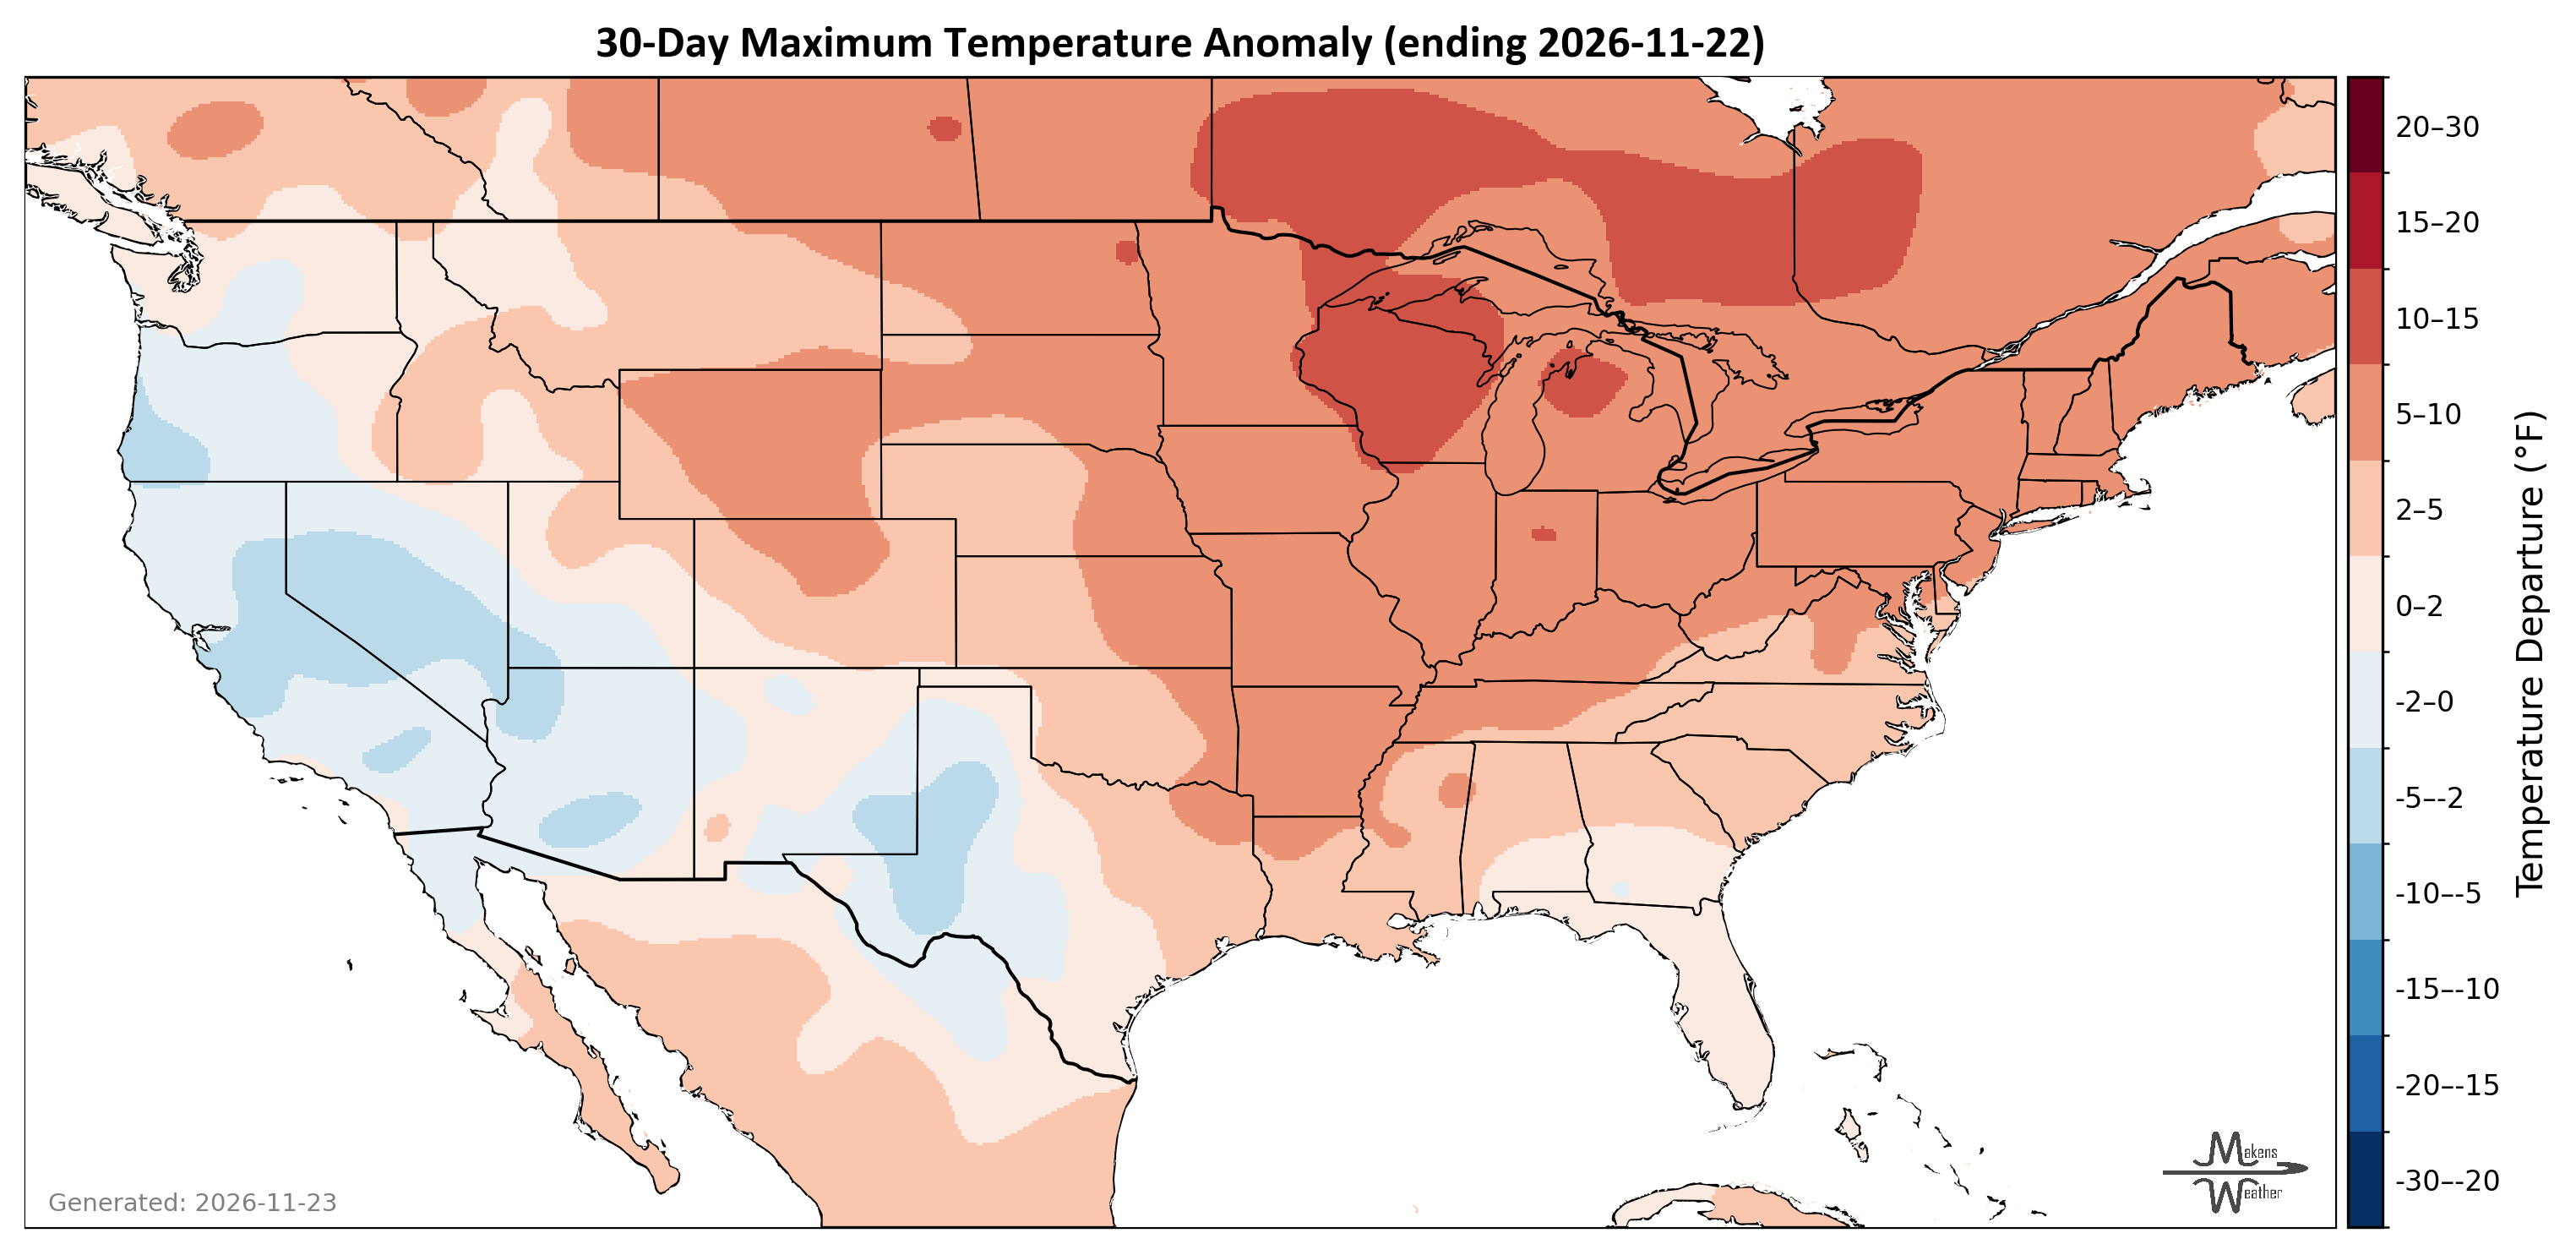 30-Day Maximum Temperature Anomaly (ending 2026-11-22)
20–30
15–20
10–15
5–10
2–5
0–2
-2–0
-5–-2
-10–-5
-15–-10
-20–-15
-30–-20
Temperature Departure (°F)
Makens
Weather
Generated: 2026-11-23